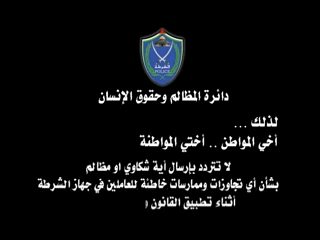 الشرطة
POLICE
دائرة المظالم وحقوق الإنسان
لذلك ...
أخي المواطن .. أختي المواطنة
لا تتردد بإرسال أية شكاوي او مظالم
بشأن أي تجاوزات وممارسات خاطئة للعاملين في جهاز الشرطة
أثناء تطبيق القانون (